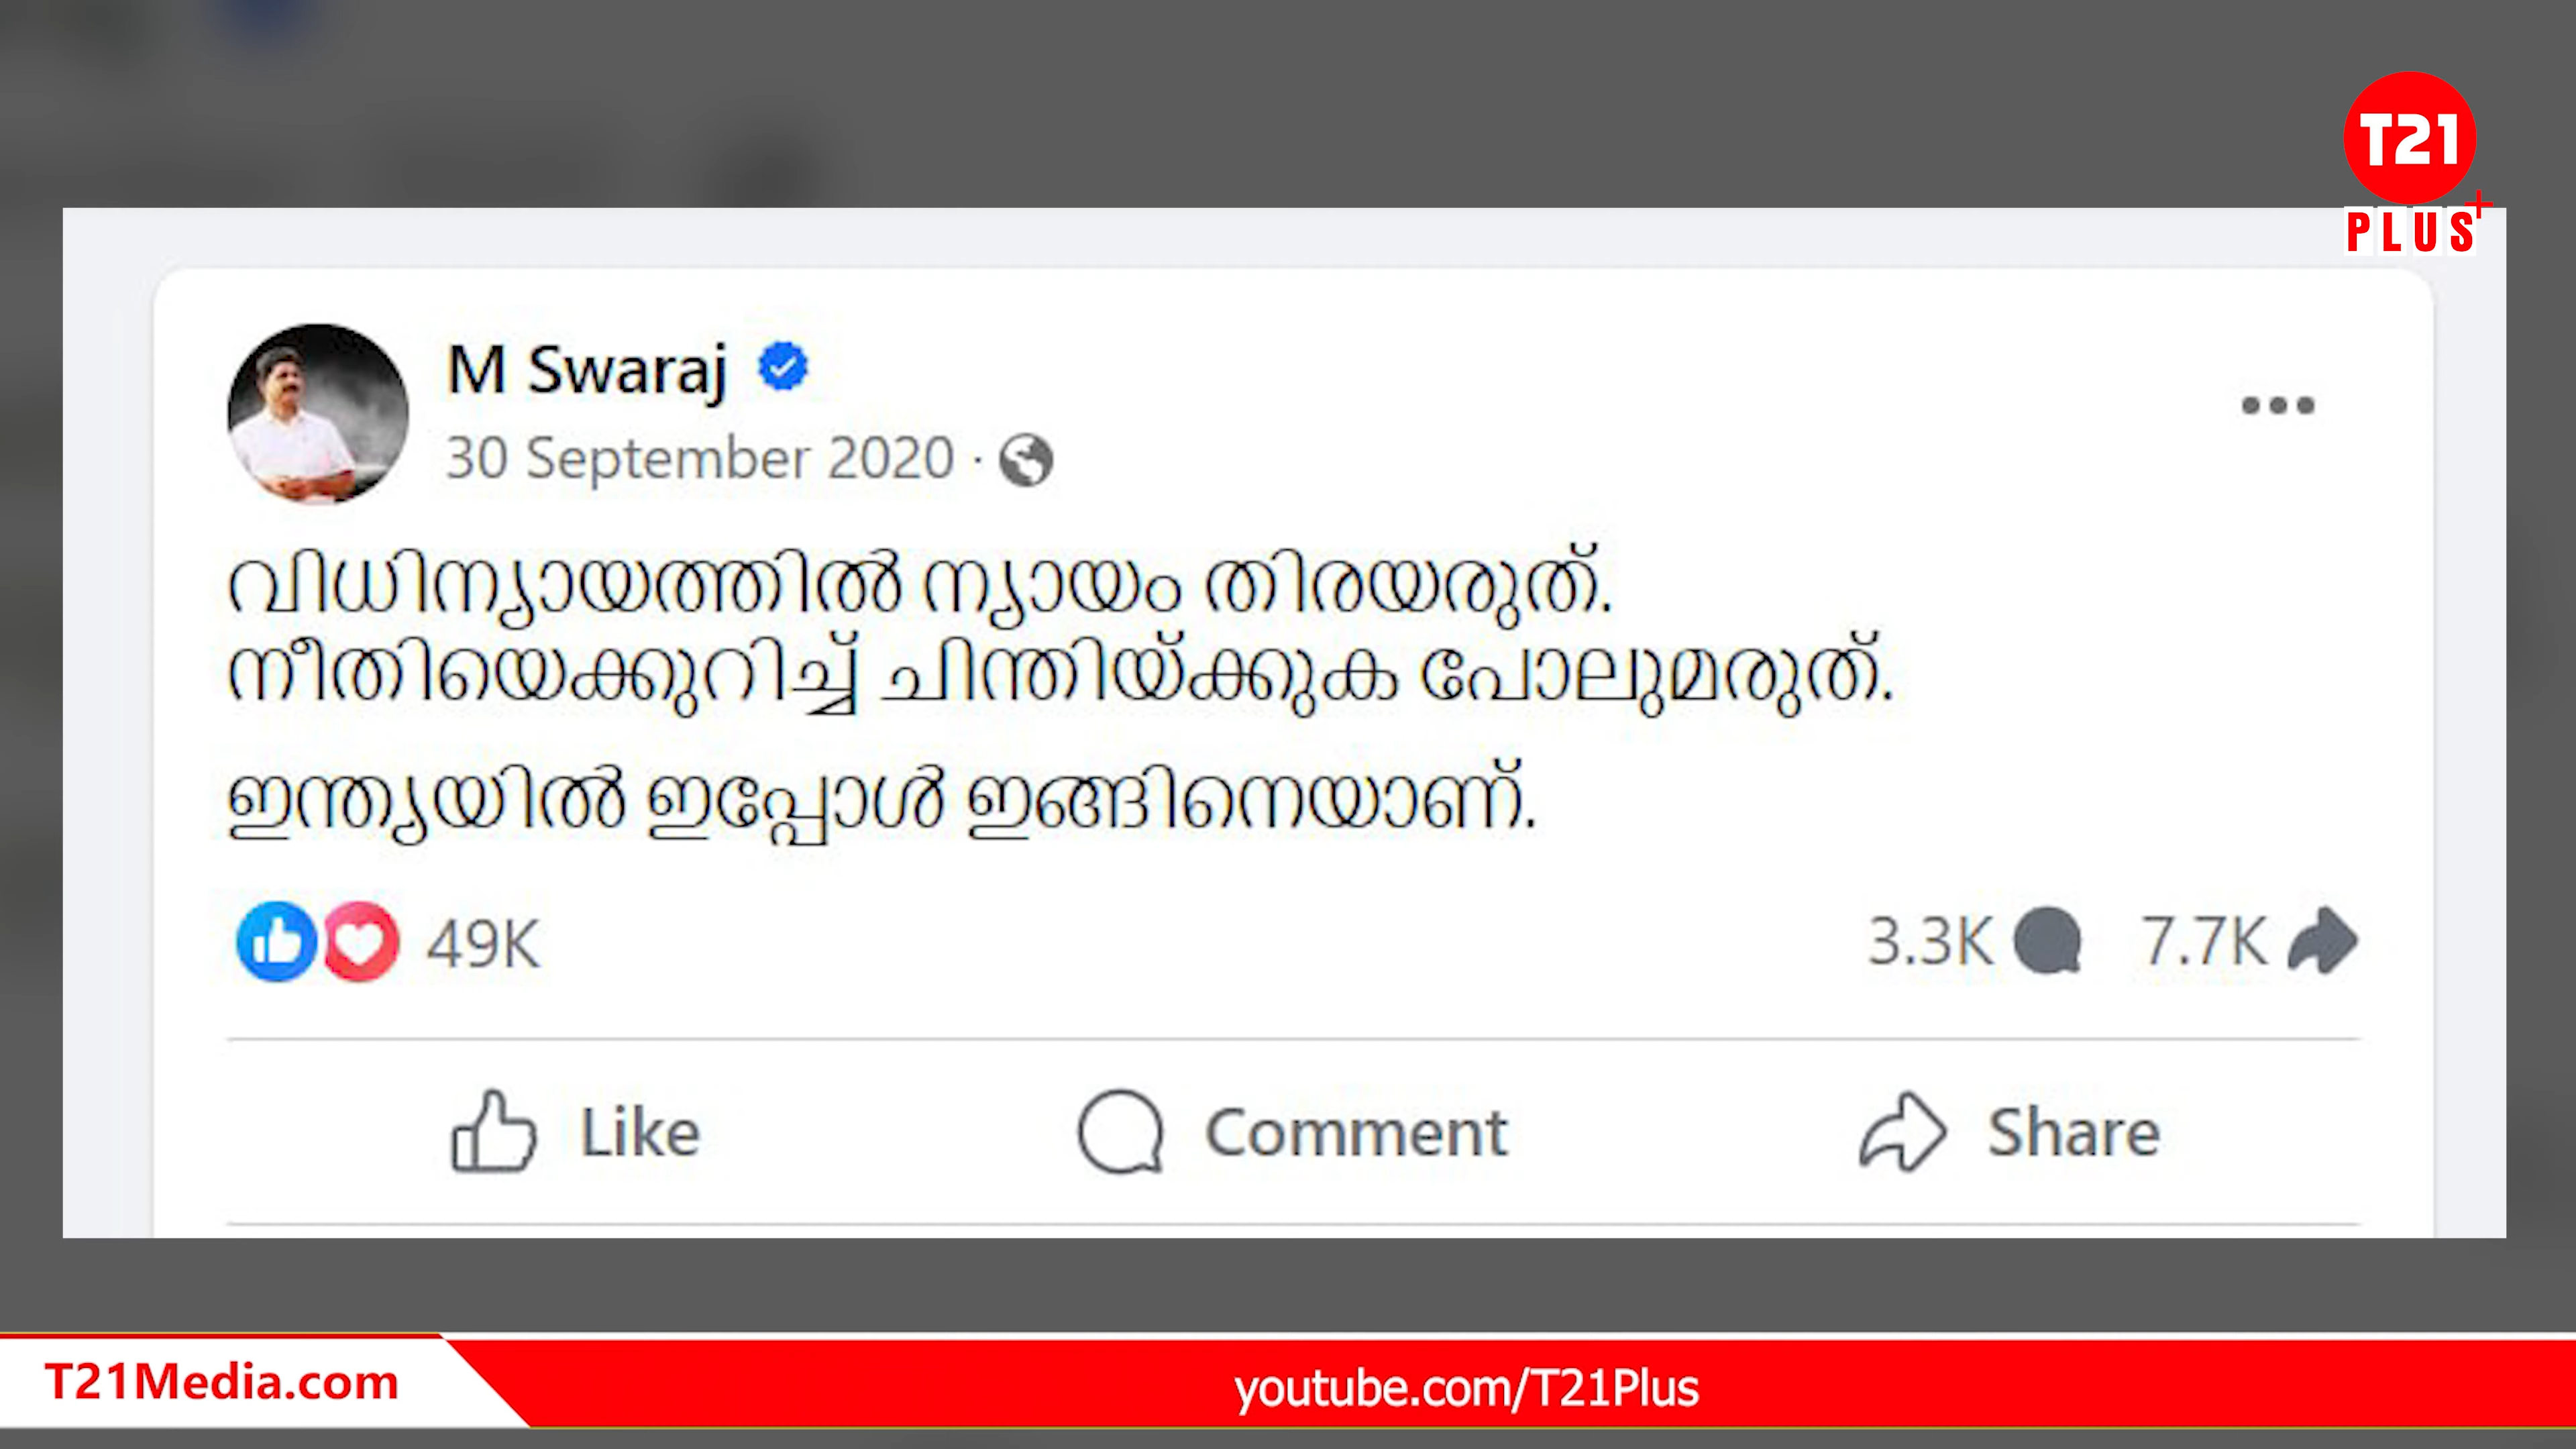 T21
PLUS+
M Swaraj
30 September 2020 ·
വിധിന്യായത്തിൽ ന്യായം തിരയരുത്.
നീതിയെക്കുറിച്ച് ചിന്തിയ്ക്കുക പോലുമരുത്.
ഇന്ത്യയിൽ ഇപ്പോൾ ഇങ്ങിനെയാണ്.
49K 3.3K 7.7K
Like Comment Share
T21Media.com youtube.com/T21Plus